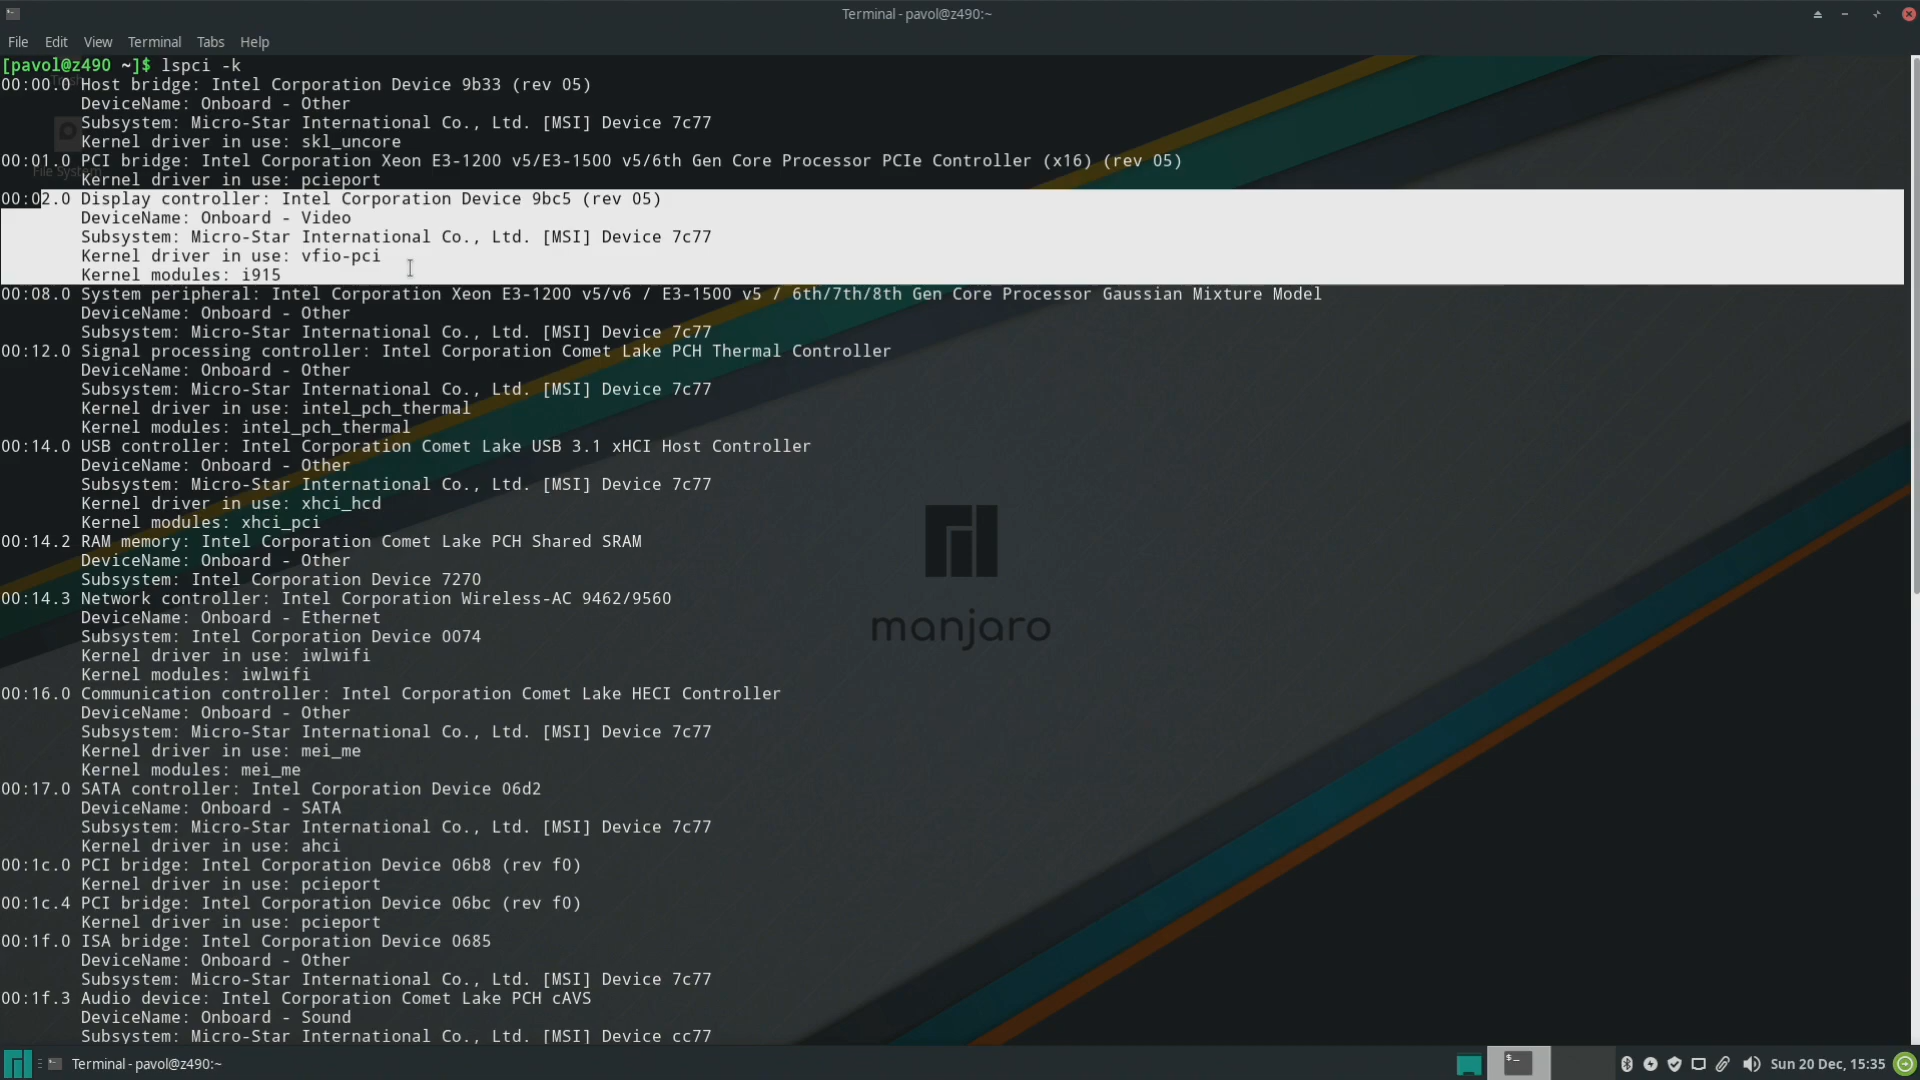 Terminal - pavol@z490:~
File Edit View Terminal Tabs Help
[pavol@z490 ~]$ lspci -k
00:00.0 Host bridge: Intel Corporation Device 9b33 (rev 05)
DeviceName: Onboard - Other
Subsystem: Micro-Star International Co., Ltd. [MSI] Device 7c77
Kernel driver in use: skl_uncore
00:01.0 PCI bridge: Intel Corporation Xeon E3-1200 v5/E3-1500 v5/6th Gen Core Processor PCIe Controller (x16) (rev 05)
File System
Kernel driver in use: pcieport
00:02.0 Display controller: Intel Corporation Device 9bc5 (rev 05)
DeviceName: Onboard - Video
Subsystem: Micro-Star International Co., Ltd. [MSI] Device 7c77
Kernel driver in use: vfio-pci
Kernel modules: i915
00:08.0 System peripheral: Intel Corporation Xeon E3-1200 v5/v6 / E3-1500 v5 / 6th/7th/8th Gen Core Processor Gaussian Mixture Model
DeviceName: Onboard - Other
Subsystem: Micro-Star International Co., Ltd. [MSI] Device 7c77
00:12.0 Signal processing controller: Intel Corporation Comet Lake PCH Thermal Controller
DeviceName: Onboard - Other
Subsystem: Micro-Star International Co., Ltd. [MSI] Device 7c77
Kernel driver in use: intel_pch_thermal
Kernel modules: intel_pch_thermal
00:14.0 USB controller: Intel Corporation Comet Lake USB 3.1 xHCI Host Controller
DeviceName: Onboard - Other
Subsystem: Micro-Star International Co., Ltd. [MSI] Device 7c77
Kernel driver in use: xhci_hcd
Kernel modules: xhci_pci
00:14.2 RAM memory: Intel Corporation Comet Lake PCH Shared SRAM
DeviceName: Onboard - Other
Subsystem: Intel Corporation Device 7270
00:14.3 Network controller: Intel Corporation Wireless-AC 9462/9560
DeviceName: Onboard - Ethernet
Subsystem: Intel Corporation Device 0074
Kernel driver in use: iwlwifi
Kernel modules: iwlwifi
manjaro
00:16.0 Communication controller: Intel Corporation Comet Lake HECI Controller
DeviceName: Onboard - Other
Subsystem: Micro-Star International Co., Ltd. [MSI] Device 7c77
Kernel driver in use: mei_me
Kernel modules: mei_me
00:17.0 SATA controller: Intel Corporation Device 06d2
DeviceName: Onboard - SATA
Subsystem: Micro-Star International Co., Ltd. [MSI] Device 7c77
Kernel driver in use: ahci
00:1c.0 PCI bridge: Intel Corporation Device 06b8 (rev f0)
Kernel driver in use: pcieport
00:1c.4 PCI bridge: Intel Corporation Device 06bc (rev f0)
Kernel driver in use: pcieport
00:1f.0 ISA bridge: Intel Corporation Device 0685
DeviceName: Onboard - Other
Subsystem: Micro-Star International Co., Ltd. [MSI] Device 7c77
00:1f.3 Audio device: Intel Corporation Comet Lake PCH cAVS
DeviceName: Onboard - Sound
Subsystem: Micro-Star International Co., Ltd. [MSI] Device cc77
Terminal - pavol@z490:~
Sun 20 Dec, 15:35